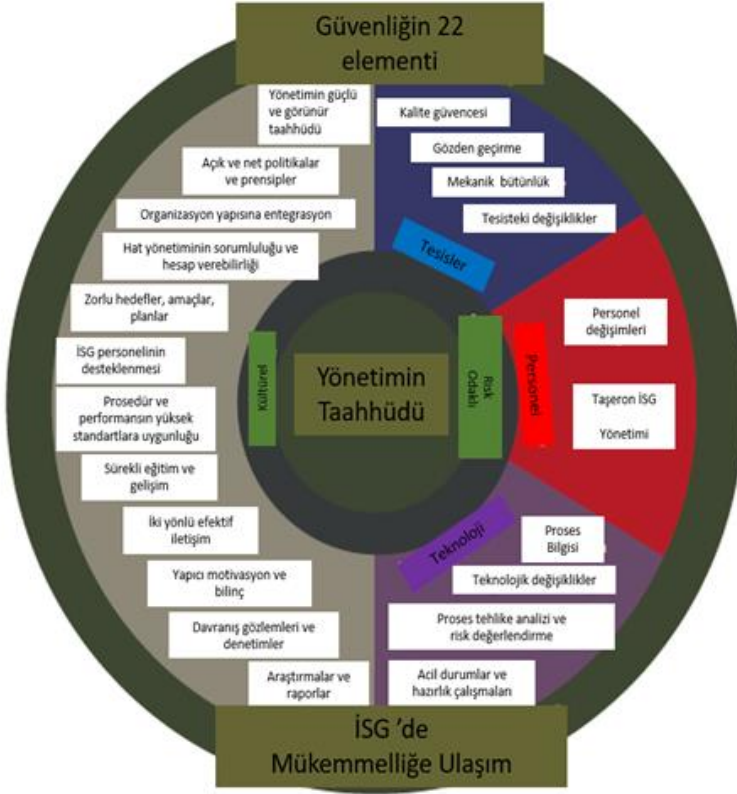 Güvenliğin 22
elementi
Yönetimin güçlü
ve görünür
taahhüdü
Açık ve net politikalar
ve prensipler
Organizasyon yapısına entegrasyon
Hat yönetiminin sorumluluğu ve
hesap verebilirliği
Zorlu hedefler, amaçlar,
planlar
İSG personelinin
desteklenmesi
Prosedür ve
performansın yüksek
standartlara uygunluğu
Sürekli eğitim ve
gelişim
İki yönlü efektif
iletişim
Yapıcı motivasyon ve
bilinç
Davranış gözlemleri ve
denetimler
Araştırmalar ve
raporlar
Kültürel
Yönetimin
Taahhüdü
Risk
Odaklı
Tesisler
Kalite güvencesi
Gözden geçirme
Mekanik bütünlük
Tesisteki değişiklikler
Personel
Personel
değişimleri
Taşeron İSG
Yönetimi
Teknoloji
Proses
Bilgisi
Teknolojik değişiklikler
Proses tehlike analizi ve
risk değerlendirme
Acil durumlar ve
hazırlık çalışmaları
İSG ’de
Mükemmelliğe Ulaşım